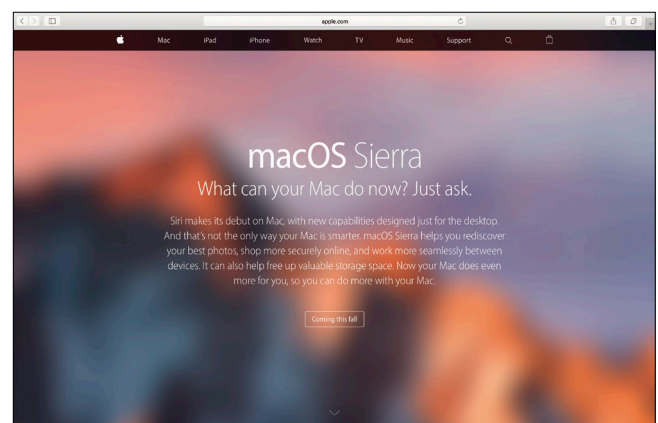 apple.com
Mac iPad iPhone Watch TV Music Support
macOS Sierra
What can your Mac do now? Just ask.
Siri makes its debut on Mac, with new capabilities designed just for the desktop.
And that's not the only way your Mac is smarter. macOS Sierra helps you rediscover
your best photos, shop more securely online, and work more seamlessly between
devices. It can also help free up valuable storage space. Now your Mac does even
more for you, so you can do more with your Mac.
Coming this fall